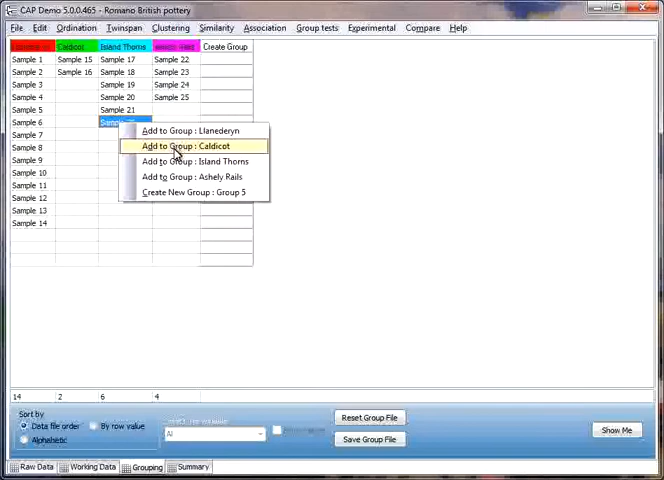 CAP Demo 5.0.0.465 - Romano British pottery
File Edit Ordination Twinspan Clustering Similarity Association Group tests Experimental Compare Help
Caldicot Island Thorns Create Group
Sample 1 Sample 15 Sample 17 Sample 22
Sample 2 Sample 16 Sample 18 Sample 23
Sample 3 Sample 19 Sample 24
Sample 4 Sample 20 Sample 25
Sample 5 Sample 21
Sample 6
Sample 7
Sample 8
Sample 9
Sample 10
Sample 11
Sample 12
Sample 13
Sample 14
Add to Group : Llanederyn
Add to Group : Caldicot
Add to Group : Island Thorns
Add to Group : Ashely Rails
Create New Group : Group 5
14 2 6 4
Sort by
Data file order By row value
Alphabetic
All
Reset Group File
Save Group File
Show Me
Raw Data Working Data Grouping Summary